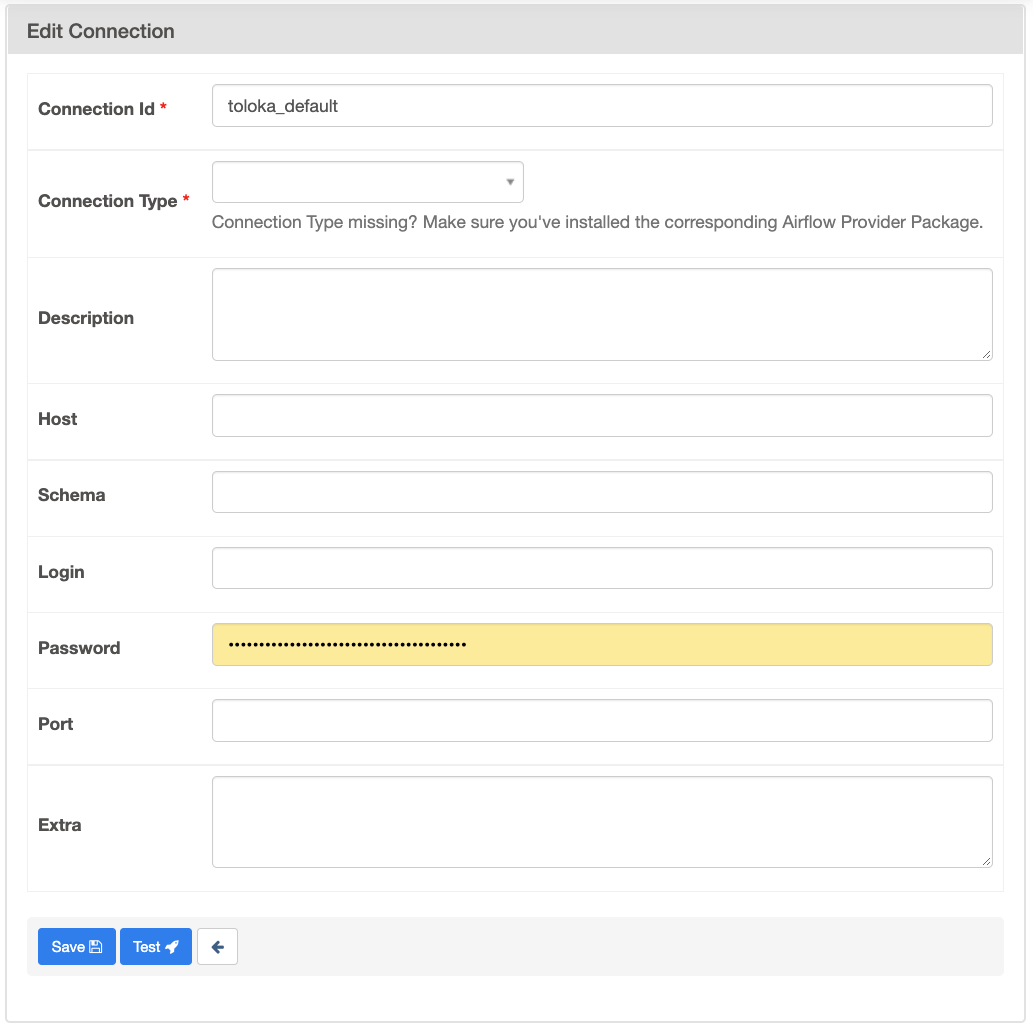 Edit Connection
Connection Id *
toloka_default
Connection Type *
Connection Type missing? Make sure you've installed the corresponding Airflow Provider Package.
Description
Host
Schema
Login
Password
•••••••••••••••••••••••••••••••••••••••
Port
Extra
Save
Test